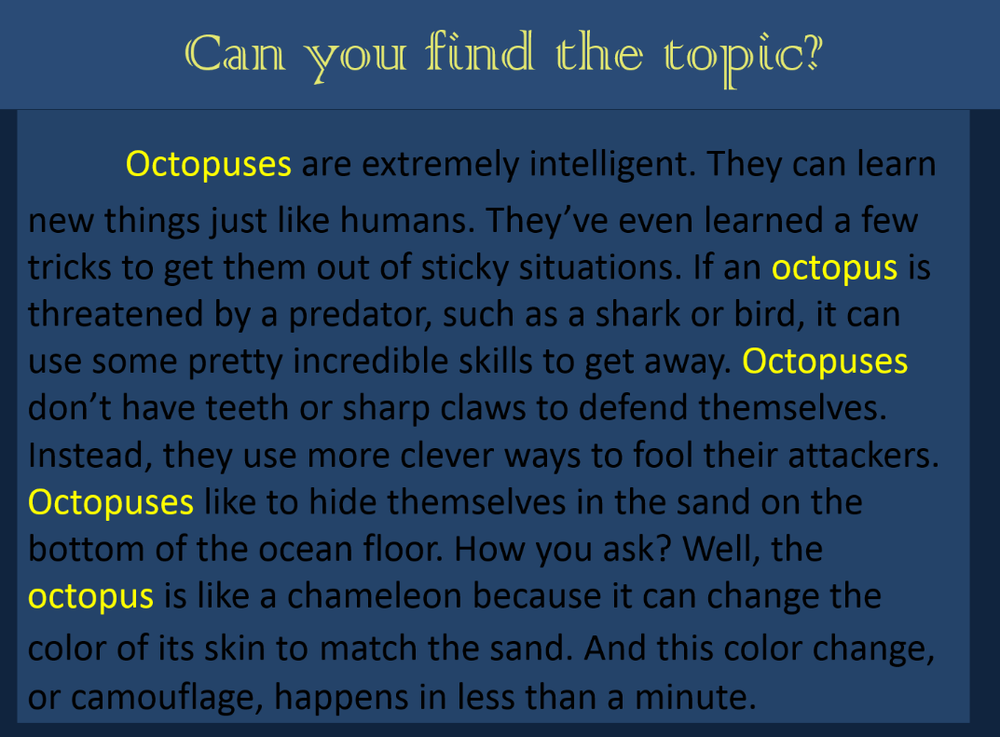 Can you find the topic?
Octopuses are extremely intelligent. They can learn
new things just like humans. They’ve even learned a few
tricks to get them out of sticky situations. If an octopus is
threatened by a predator, such as a shark or bird, it can
use some pretty incredible skills to get away. Octopuses
don’t have teeth or sharp claws to defend themselves.
Instead, they use more clever ways to fool their attackers.
Octopuses like to hide themselves in the sand on the
bottom of the ocean floor. How you ask? Well, the
octopus is like a chameleon because it can change the
color of its skin to match the sand. And this color change,
or camouflage, happens in less than a minute.